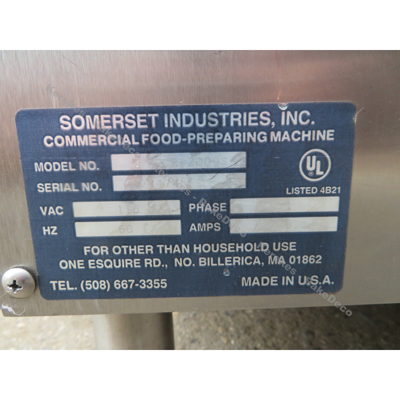 SOMERSET INDUSTRIES, INC.
COMMERCIAL FOOD-PREPARING MACHINE
MODEL NO.
SERIAL NO.
UL
LISTED 4B21
VAC PHASE
HZ 60 AMPS
FOR OTHER THAN HOUSEHOLD USE
ONE ESQUIRE RD., NO. BILLERICA, MA 01862
TEL. (508) 667-3355 MADE IN U.S.A.